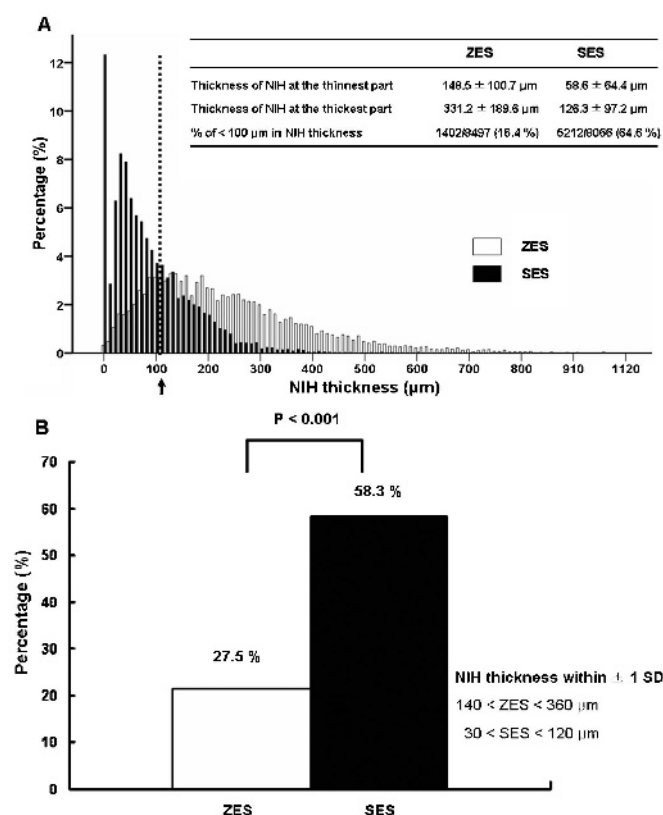 A
ZES SES
Thickness of NIH at the thinnest part 148.5 ± 100.7 µm 58.6 ± 64.4 µm
Thickness of NIH at the thickest part 331.2 ± 189.6 µm 126.3 ± 97.2 µm
% of < 100 µm in NIH thickness 1402/8497 (16.4 %) 5212/8066 (64.6 %)
12
10
8
6
4
2
0
Percentage (%)
ZES
SES
0 100 200 300 400 500 600 700 800 910 1120
NIH thickness (µm)
B
P < 0.001
70
60
50
40
30
20
10
0
Percentage (%)
58.3 %
27.5 %
NIH thickness within ± 1 SD
140 < ZES < 360 µm
30 < SES < 120 µm
ZES SES